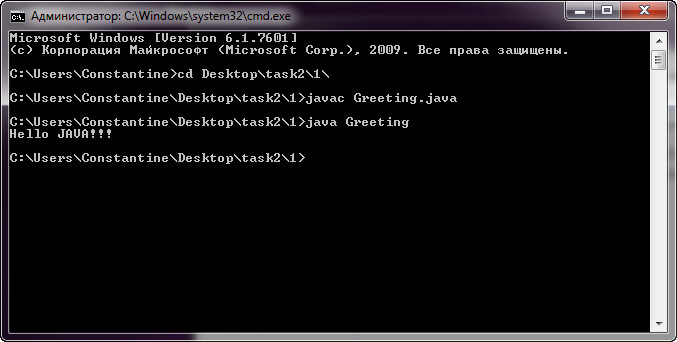 Администратор: C:\Windows\system32\cmd.exe
Microsoft Windows [Version 6.1.7601]
(c) Корпорация Майкрософт (Microsoft Corp.), 2009. Все права защищены.
C:\Users\Constantine>cd Desktop\task2\1\
C:\Users\Constantine\Desktop\task2\1>javac Greeting.java
C:\Users\Constantine\Desktop\task2\1>java Greeting
Hello JAVA!!!
C:\Users\Constantine\Desktop\task2\1>